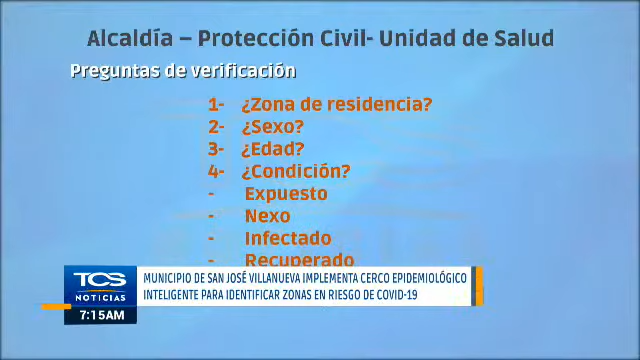 Alcaldía – Protección Civil- Unidad de Salud
Preguntas de verificación
1- ¿Zona de residencia?
2- ¿Sexo?
3- ¿Edad?
4- ¿Condición?
- Expuesto
- Nexo
- Infectado
- Recuperado
TCS
NOTICIAS
7:15AM
MUNICIPIO DE SAN JOSÉ VILLANUEVA IMPLEMENTA CERCO EPIDEMIOLÓGICO
INTELIGENTE PARA IDENTIFICAR ZONAS EN RIESGO DE COVID-19